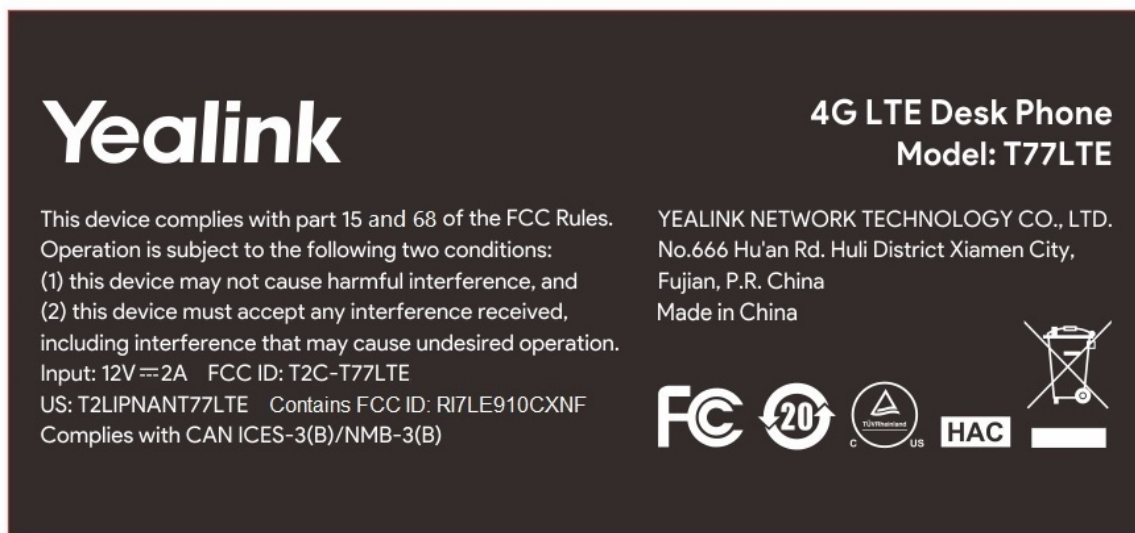 Yealink
4G LTE Desk Phone
Model: T77LTE
This device complies with part 15 and 68 of the FCC Rules.
Operation is subject to the following two conditions:
(1) this device may not cause harmful interference, and
(2) this device must accept any interference received,
including interference that may cause undesired operation.
Input: 12V⎓2A FCC ID: T2C-T77LTE
US: T2LIPNANT77LTE Contains FCC ID: RI7LE910CXNF
Complies with CAN ICES-3(B)/NMB-3(B)
YEALINK NETWORK TECHNOLOGY CO., LTD.
No.666 Hu'an Rd. Huli District Xiamen City,
Fujian, P.R. China
Made in China
FC
20
TÜVRheinland
C US
HAC